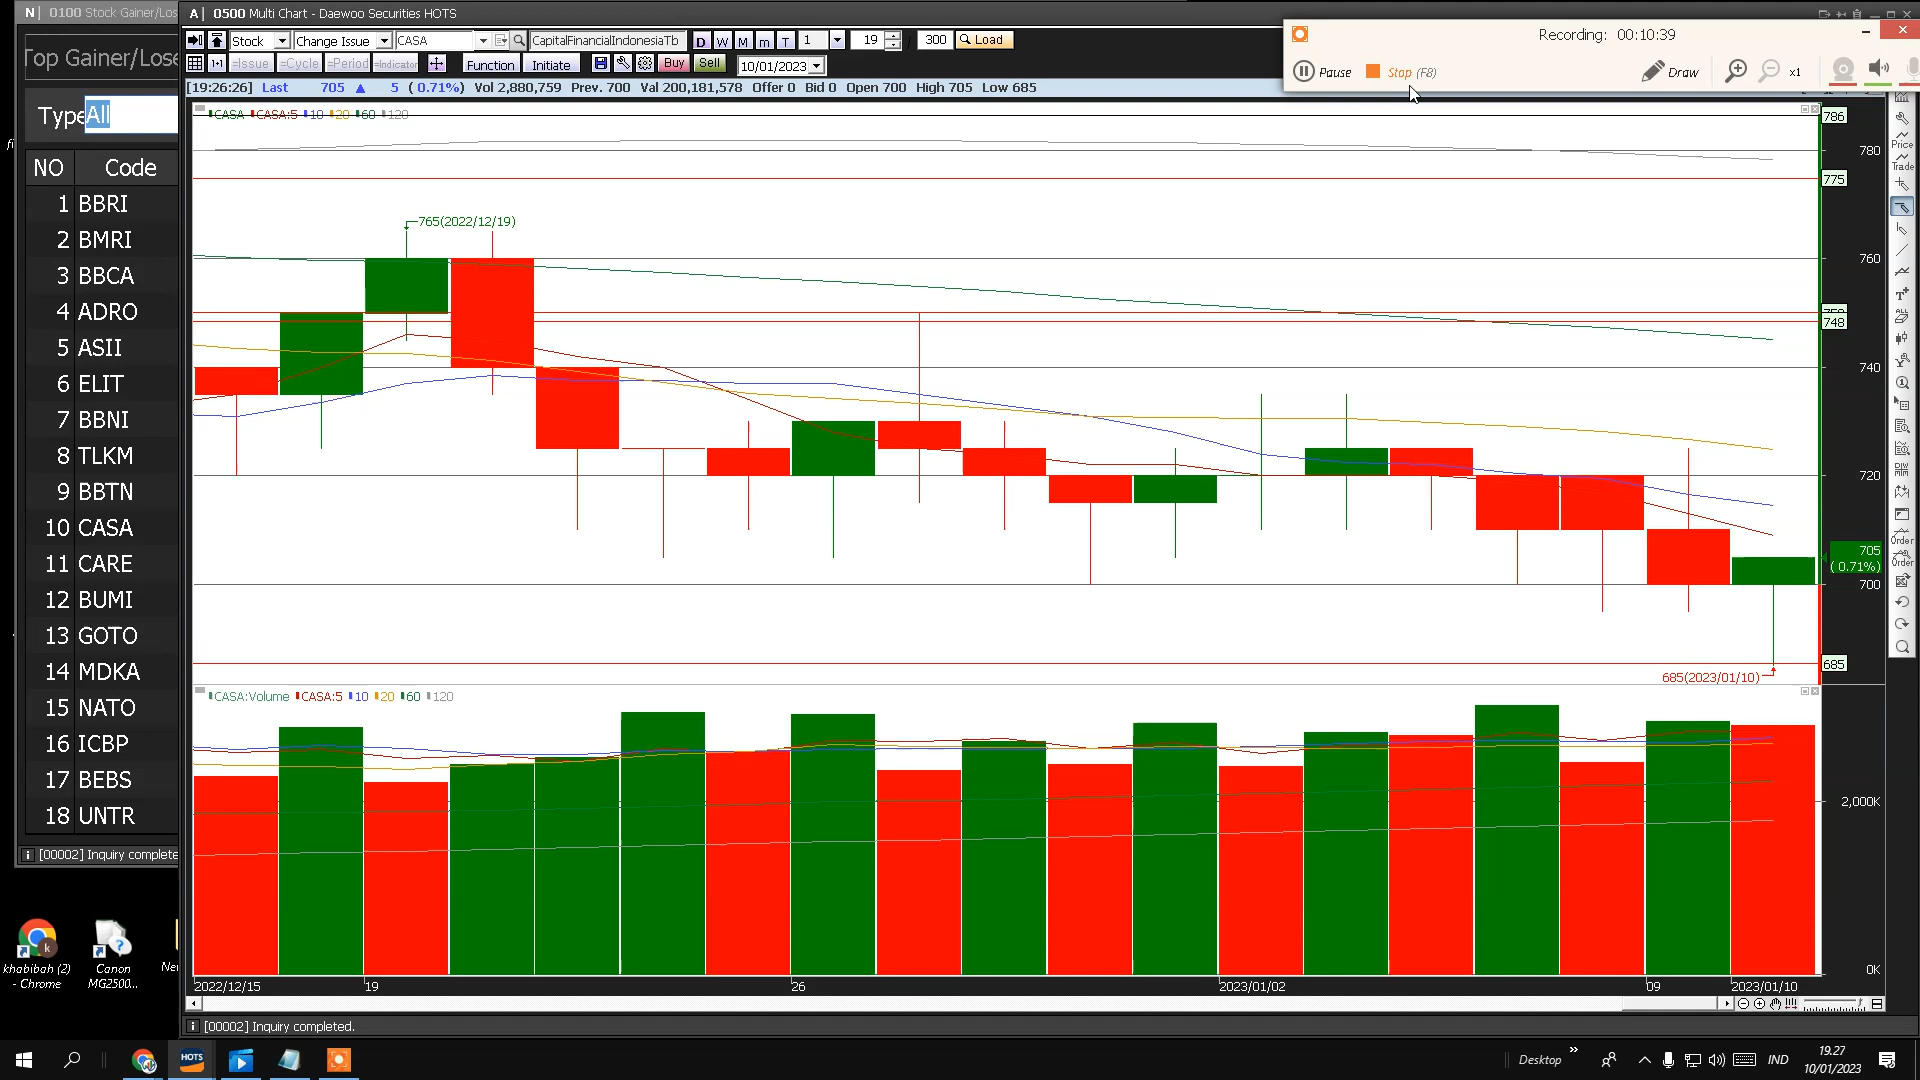 N | 0100 Stock Gainer/Los
A | 0500 Multi Chart - Daewoo Securities HOTS
Top Gainer/Lose
Type All
NO Code
1 BBRI
2 BMRI
3 BBCA
4 ADRO
5 ASII
6 ELIT
7 BBNI
8 TLKM
9 BBTN
10 CASA
11 CARE
12 BUMI
13 GOTO
14 MDKA
15 NATO
16 ICBP
17 BEBS
18 UNTR
[00002] Inquiry complete
Stock Change Issue CASA CapitalFinancialIndonesiaTb D W M m T 1 19 300 Load
=Issue =Cycle =Period =Indicator Function Initiate Buy Sell 10/01/2023
[19:26:26] Last 705 ▲ 5 ( 0.71%) Vol 2,880,759 Prev. 700 Val 200,181,578 Offer 0 Bid 0 Open 700 High 705 Low 685
Recording: 00:10:39
Pause Stop (F8) Draw x1
CASA CASA:5 10 20 60 120
786
780
775
765(2022/12/19)
760
748
740
720
705
( 0.71%)
700
685
685(2023/01/10)
CASA:Volume CASA:5 10 20 60 120
2,000K
0K
2022/12/15 19 26 2023/01/02 09 2023/01/10
[00002] Inquiry completed.
Price
Trade
Order
Order
khabibah (2)
- Chrome
Canon
MG2500...
HOTS
Desktop
IND
19.27
10/01/2023